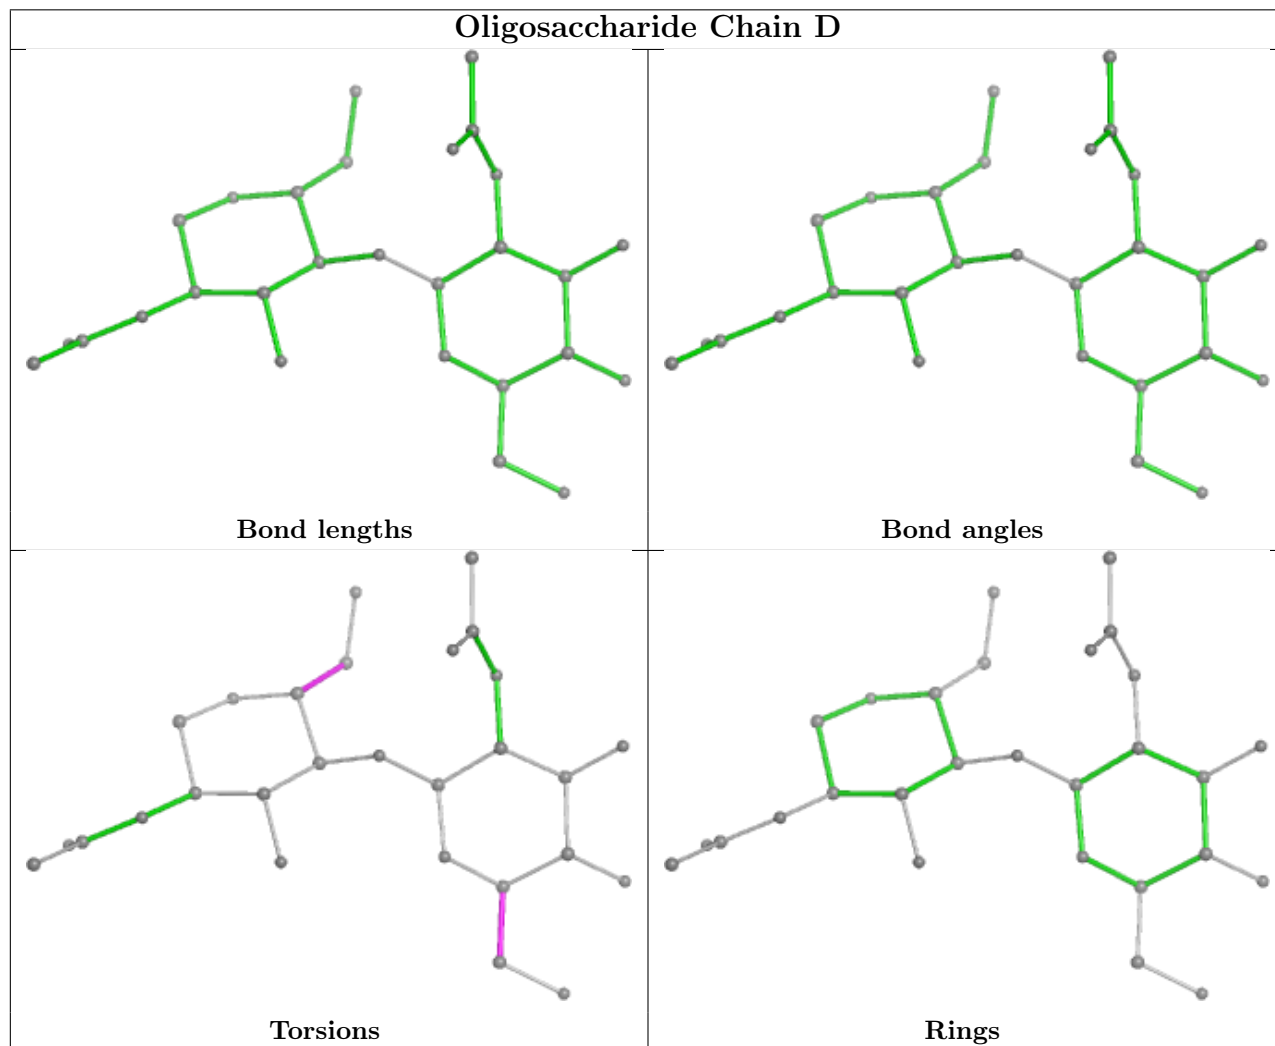 Oligosaccharide Chain D
Bond lengths
Bond angles
Torsions
Rings